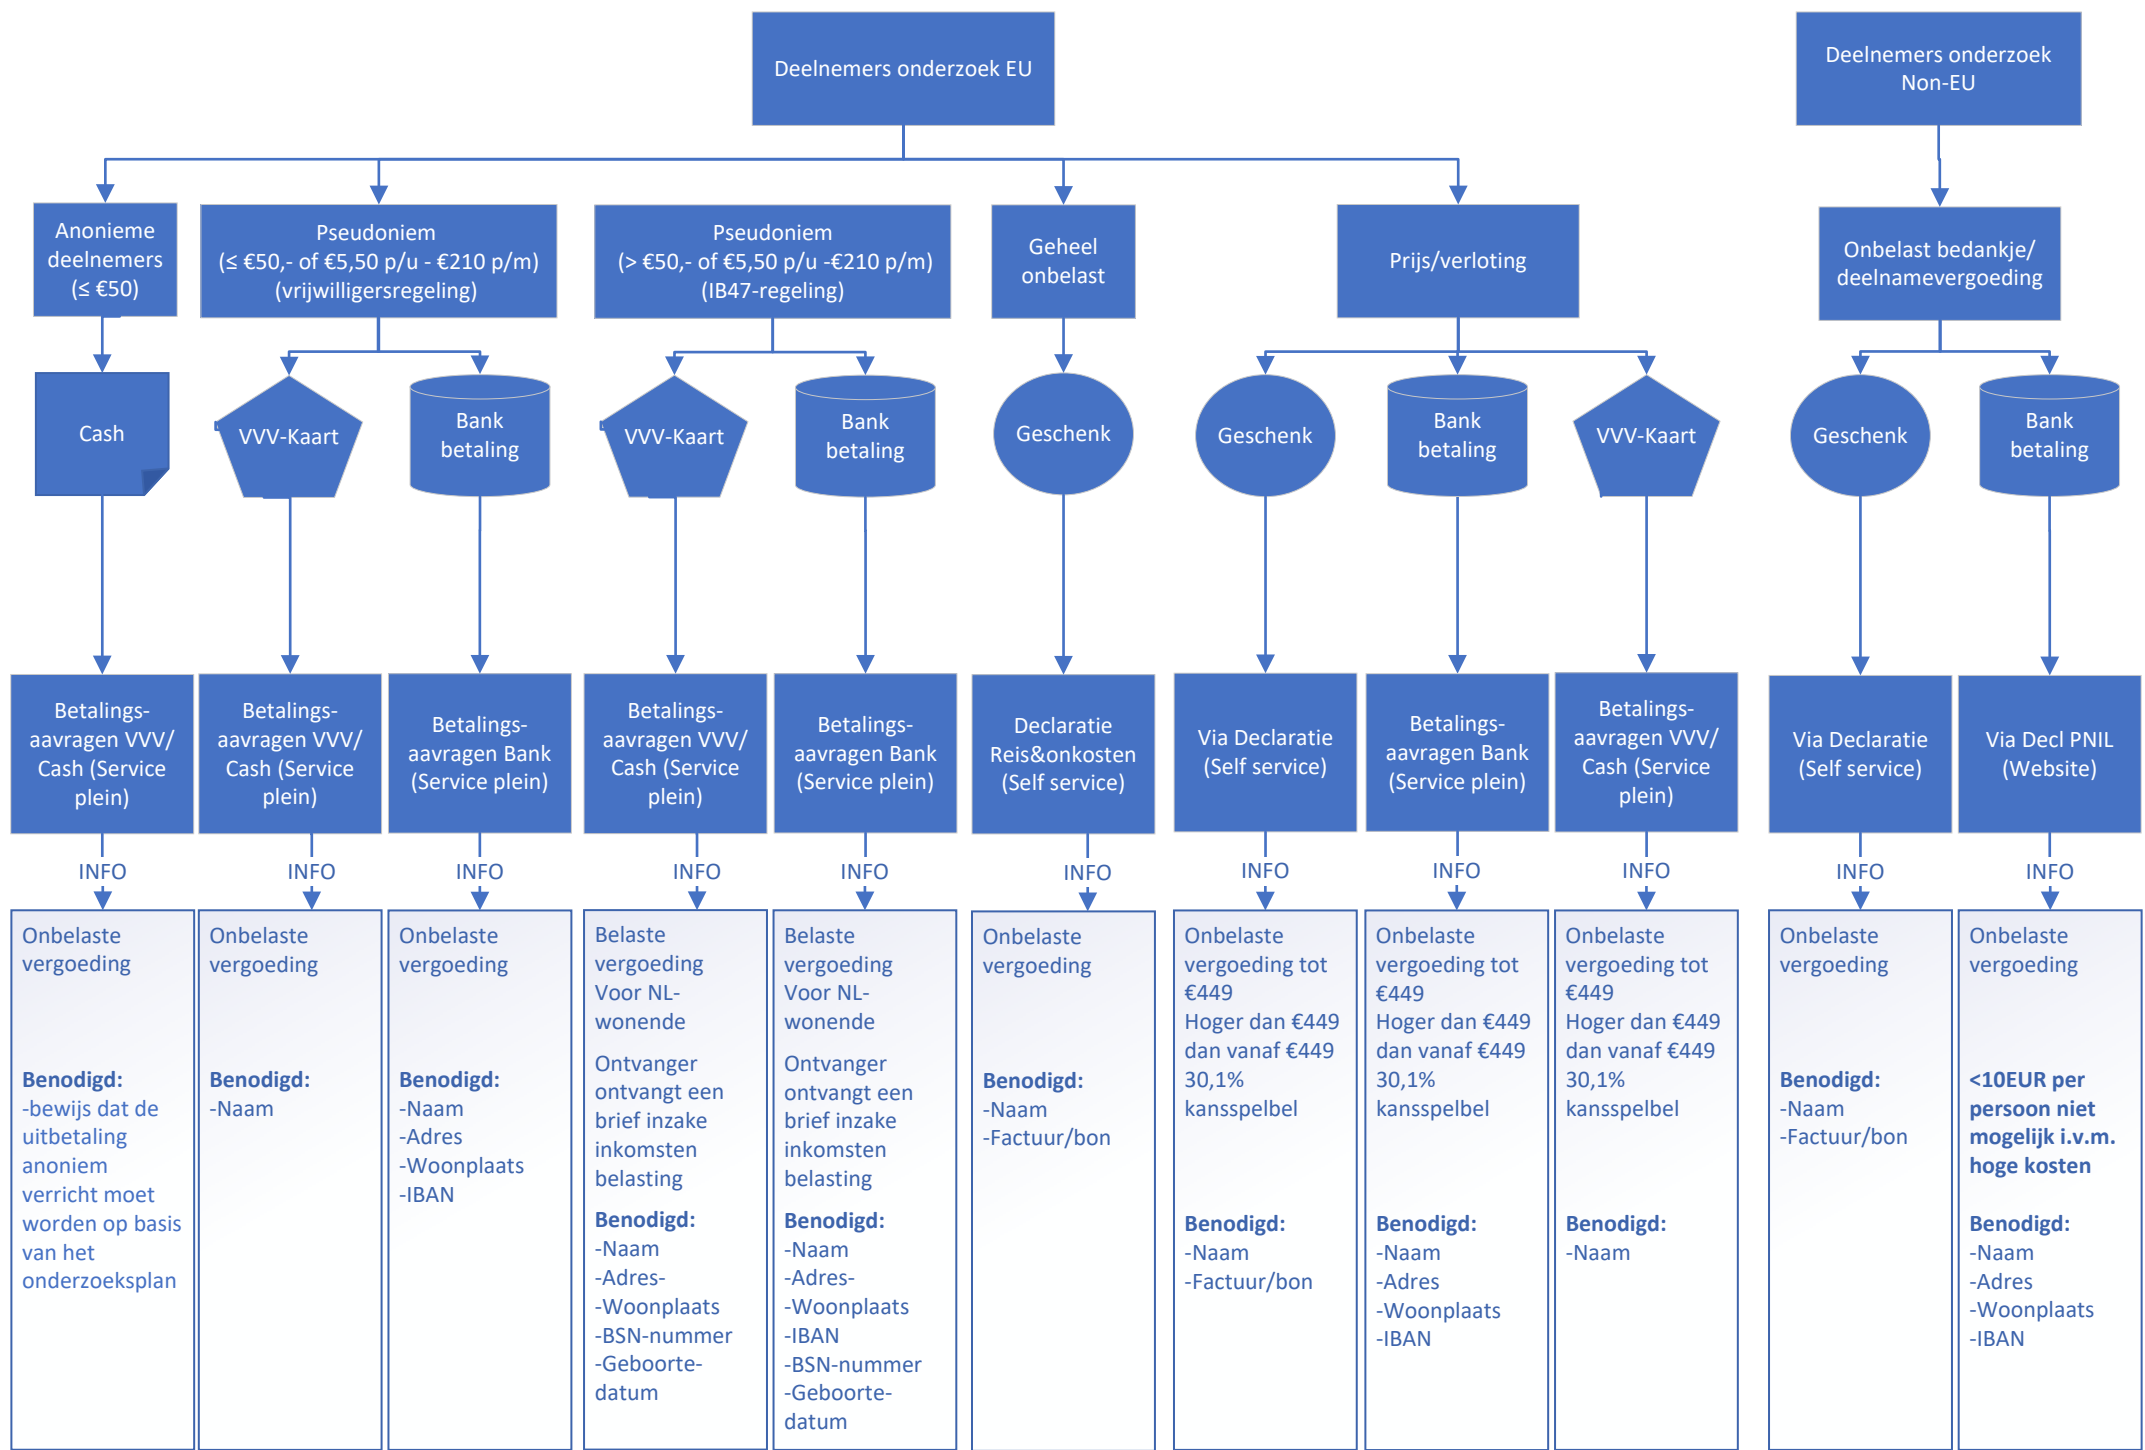 Deelnemers onderzoek EU
Deelnemers onderzoek
Non-EU
Anonieme
deelnemers
(≤ €50)
Pseudoniem
(≤ €50,- of €5,50 p/u - €210 p/m)
(vrijwilligersregeling)
Pseudoniem
(> €50,- of €5,50 p/u -€210 p/m)
(IB47-regeling)
Geheel
onbelast
Prijs/verloting
Onbelast bedankje/
deelnamevergoeding
Cash
VVV-Kaart
Bank
betaling
VVV-Kaart
Bank
betaling
Geschenk
Geschenk
Bank
betaling
VVV-Kaart
Geschenk
Bank
betaling
Betalings-
aavragen VVV/
Cash (Service
plein)
Betalings-
aavragen VVV/
Cash (Service
plein)
Betalings-
aavragen Bank
(Service plein)
Betalings-
aavragen VVV/
Cash (Service
plein)
Betalings-
aavragen Bank
(Service plein)
Declaratie
Reis&onkosten
(Self service)
Via Declaratie
(Self service)
Betalings-
aavragen Bank
(Service plein)
Betalings-
aavragen VVV/
Cash (Service
plein)
Via Declaratie
(Self service)
Via Decl PNIL
(Website)
INFO
INFO
INFO
INFO
INFO
INFO
INFO
INFO
INFO
INFO
INFO
Onbelaste
vergoeding
Benodigd:
-bewijs dat de
uitbetaling
anoniem
verricht moet
worden op basis
van het
onderzoeksplan
Onbelaste
vergoeding
Benodigd:
-Naam
Onbelaste
vergoeding
Benodigd:
-Naam
-Adres
-Woonplaats
-IBAN
Belaste
vergoeding
Voor NL-
wonende
Ontvanger
ontvangt een
brief inzake
inkomsten
belasting
Benodigd:
-Naam
-Adres-
-Woonplaats
-BSN-nummer
-Geboorte-
datum
Belaste
vergoeding
Voor NL-
wonende
Ontvanger
ontvangt een
brief inzake
inkomsten
belasting
Benodigd:
-Naam
-Adres-
-Woonplaats
-IBAN
-BSN-nummer
-Geboorte-
datum
Onbelaste
vergoeding
Benodigd:
-Naam
-Factuur/bon
Onbelaste
vergoeding tot
€449
Hoger dan €449
dan vanaf €449
30,1%
kansspelbel
Benodigd:
-Naam
-Factuur/bon
Onbelaste
vergoeding tot
€449
Hoger dan €449
dan vanaf €449
30,1%
kansspelbel
Benodigd:
-Naam
-Adres
-Woonplaats
-IBAN
Onbelaste
vergoeding tot
€449
Hoger dan €449
dan vanaf €449
30,1%
kansspelbel
Benodigd:
-Naam
Onbelaste
vergoeding
Benodigd:
-Naam
-Factuur/bon
Onbelaste
vergoeding
<10EUR per
persoon niet
mogelijk i.v.m.
hoge kosten
Benodigd:
-Naam
-Adres
-Woonplaats
-IBAN